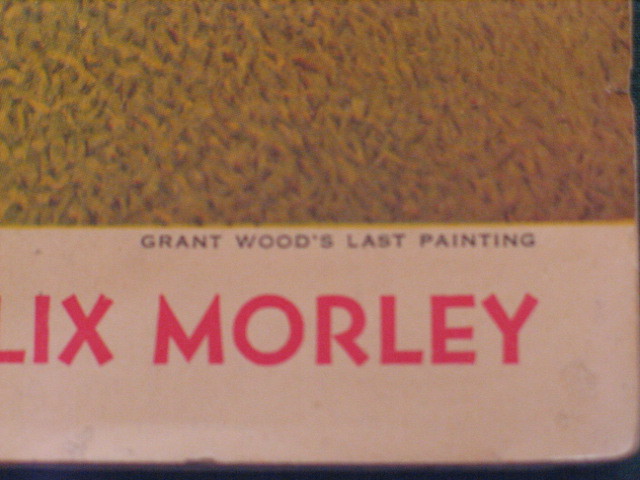 GRANT WOOD'S LAST PAINTING
LIX MORLEY